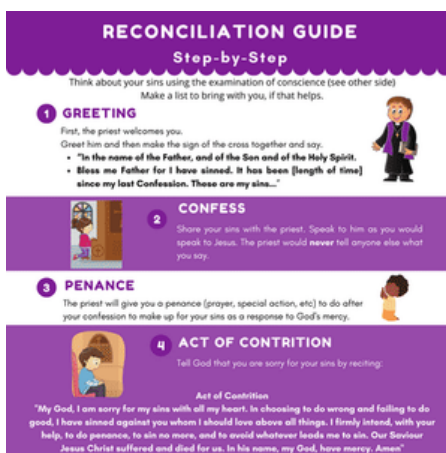 RECONCILIATION GUIDE
Step-by-Step
Think about your sins using the examination of conscience (see other side)
Make a list to bring with you, if that helps.
1 GREETING
First, the priest welcomes you.
Greet him and then make the sign of the cross together and say.
• "In the name of the Father, and of the Son and of the Holy Spirit.
• Bless me Father for I have sinned. It has been [length of time]
since my last Confession. These are my sins..."
2 CONFESS
Share your sins with the priest. Speak to him as you would
speak to Jesus. The priest would never tell anyone else what
you say.
3 PENANCE
The priest will give you a penance (prayer, special action, etc) to do after
your confession to make up for your sins as a response to God's mercy.
4 ACT OF CONTRITION
Tell God that you are sorry for your sins by reciting:
Act of Contrition
"My God, I am sorry for my sins with all my heart. In choosing to do wrong and failing to do
good, I have sinned against you whom I should love above all things. I firmly intend, with your
help, to do penance, to sin no more, and to avoid whatever leads me to sin. Our Saviour
Jesus Christ suffered and died for us. In his name, my God, have mercy. Amen"